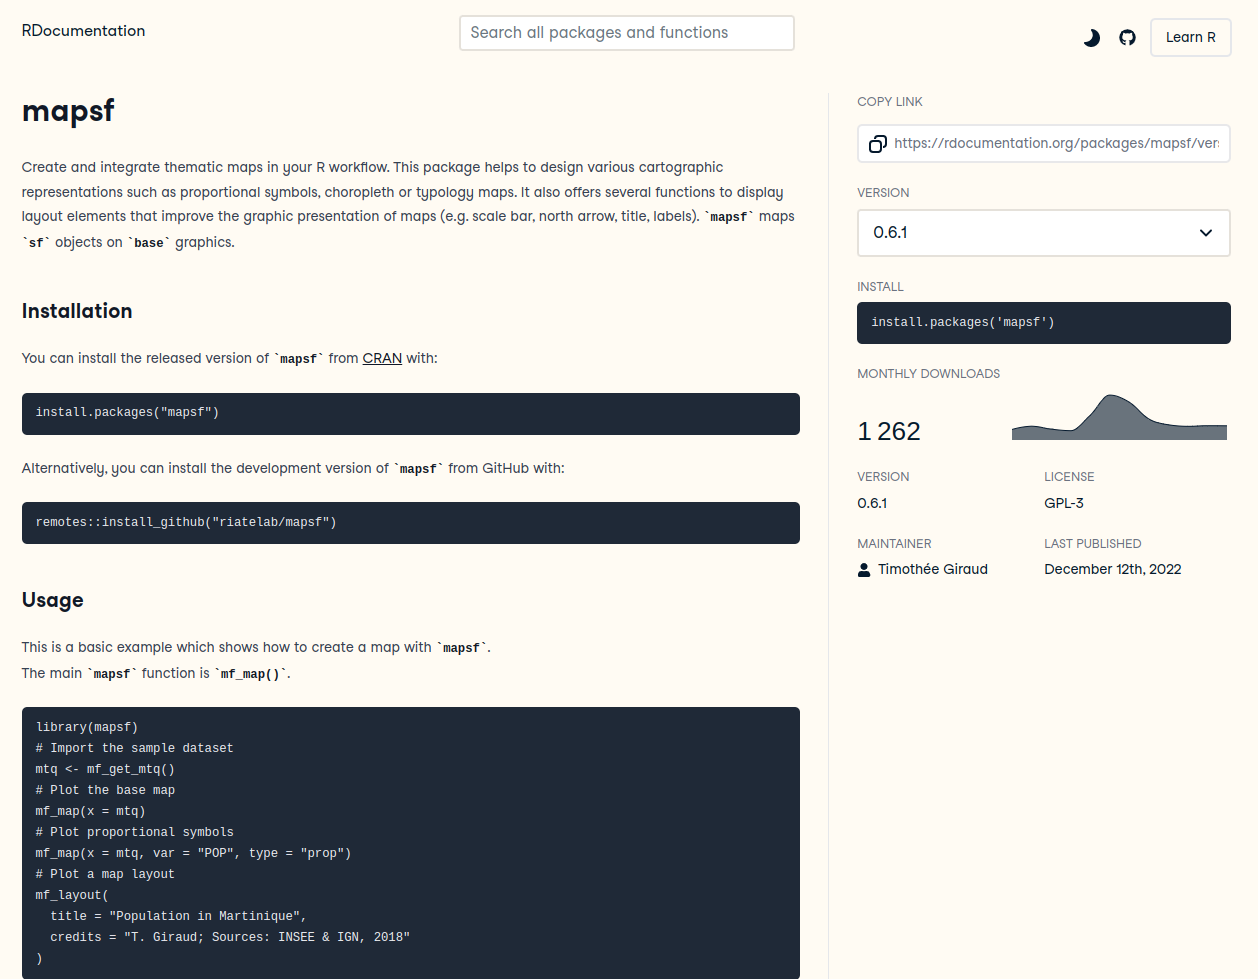 RDocumentation
Search all packages and functions
Learn R
mapsf
Create and integrate thematic maps in your R workflow. This package helps to design various cartographic
representations such as proportional symbols, choropleth or typology maps. It also offers several functions to display
layout elements that improve the graphic presentation of maps (e.g. scale bar, north arrow, title, labels). `mapsf` maps
`sf` objects on `base` graphics.
Installation
You can install the released version of `mapsf` from CRAN with:
install.packages("mapsf")
Alternatively, you can install the development version of `mapsf` from GitHub with:
remotes::install_github("riatelab/mapsf")
Usage
This is a basic example which shows how to create a map with `mapsf`.
The main `mapsf` function is `mf_map()`.
library(mapsf)
# Import the sample dataset
mtq <- mf_get_mtq()
# Plot the base map
mf_map(x = mtq)
# Plot proportional symbols
mf_map(x = mtq, var = "POP", type = "prop")
# Plot a map layout
mf_layout(
  title = "Population in Martinique",
  credits = "T. Giraud; Sources: INSEE & IGN, 2018"
)
COPY LINK
https://rdocumentation.org/packages/mapsf/ver
VERSION
0.6.1
INSTALL
install.packages('mapsf')
MONTHLY DOWNLOADS
1 262
VERSION
LICENSE
0.6.1
GPL-3
MAINTAINER
LAST PUBLISHED
Timothée Giraud
December 12th, 2022